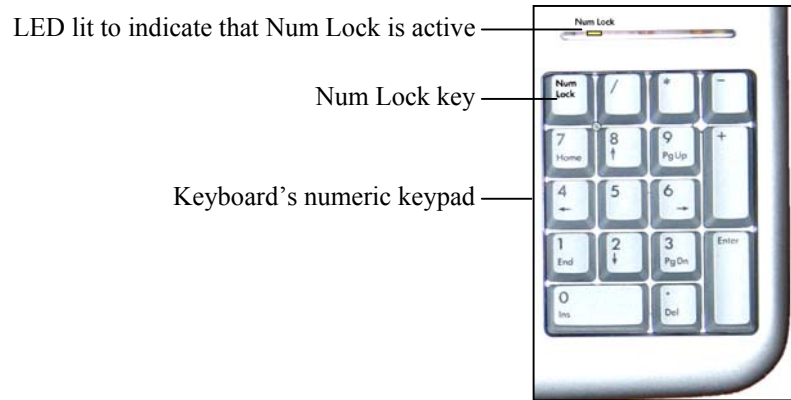 LED lit to indicate that Num Lock is active
Num Lock
Num Lock key
Num
Lock
/
*
-
7
Home
8
↑
9
PgUp
+
Keyboard’s numeric keypad
4
←
5
6
→
1
End
2
↓
3
PgDn
Enter
0
Ins
.
Del